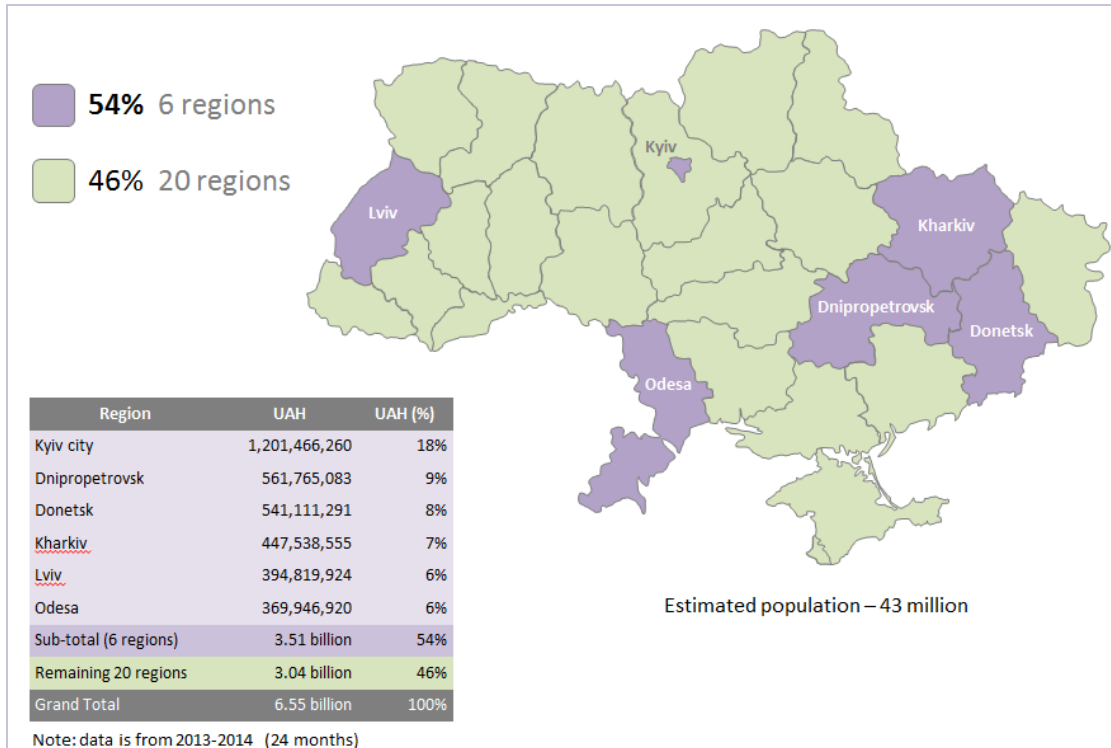 54% 6 regions
46% 20 regions
Kyiv
Lviv
Kharkiv
Dnipropetrovsk
Donetsk
Odesa
Region UAH UAH (%)
Kyiv city 1,201,466,260 18%
Dnipropetrovsk 561,765,083 9%
Donetsk 541,111,291 8%
Kharkiv 447,538,555 7%
Lviv 394,819,924 6%
Odesa 369,946,920 6%
Sub-total (6 regions) 3.51 billion 54%
Remaining 20 regions 3.04 billion 46%
Grand Total 6.55 billion 100%
Note: data is from 2013-2014 (24 months)
Estimated population – 43 million